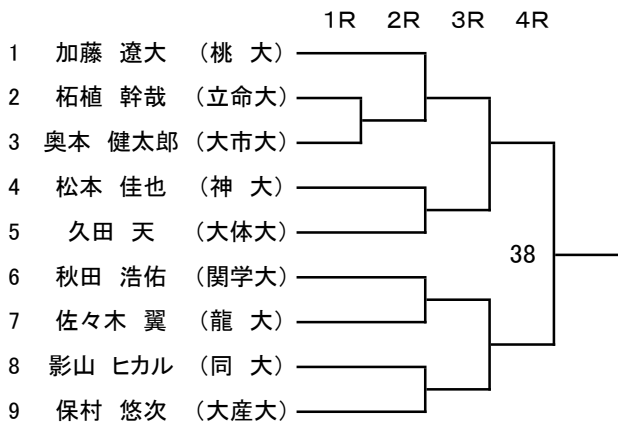 1R 2R 3R 4R
1 加藤 遼大 (桃 大)
2 柘植 幹哉 (立命大)
3 奥本 健太郎 (大市大)
4 松本 佳也 (神 大)
5 久田 天 (大体大)
38
6 秋田 浩佑 (関学大)
7 佐々木 翼 (龍 大)
8 影山 ヒカル (同 大)
9 保村 悠次 (大産大)